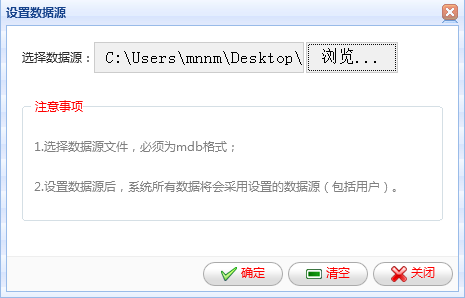 设置数据源
选择数据源： C:\Users\mnnm\Desktop\ 浏览...
注意事项
1.选择数据源文件，必须为mdb格式；
2.设置数据源后，系统所有数据将会采用设置的数据源（包括用户）。
确定 清空 关闭